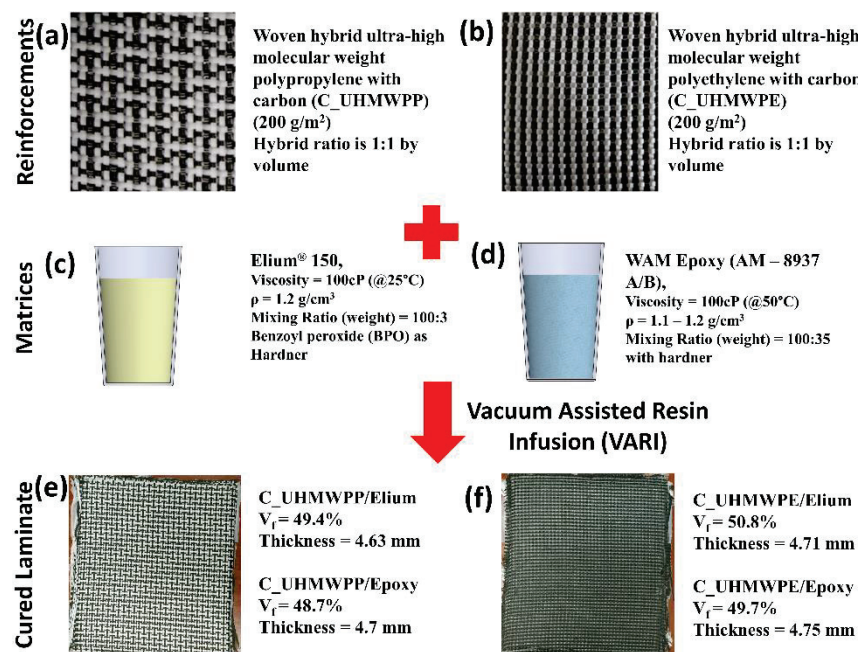 Reinforcements
(a)
Woven hybrid ultra-high
molecular weight
polypropylene with
carbon (C_UHMWPP)
(200 g/m²)
Hybrid ratio is 1:1 by
volume
(b)
Woven hybrid ultra-high
molecular weight
polyethylene with carbon
(C_UHMWPE)
(200 g/m²)
Hybrid ratio is 1:1 by
volume
Matrices
(c)
Elium® 150,
Viscosity = 100cP (@25°C)
ρ = 1.2 g/cm³
Mixing Ratio (weight) = 100:3
Benzoyl peroxide (BPO) as
Hardner
(d)
WAM Epoxy (AM – 8937
A/B),
Viscosity = 100cP (@50°C)
ρ = 1.1 – 1.2 g/cm³
Mixing Ratio (weight) = 100:35
with hardner
Vacuum Assisted Resin
Infusion (VARI)
Cured Laminate
(e)
C_UHMWPP/Elium
Vf = 49.4%
Thickness = 4.63 mm
C_UHMWPP/Epoxy
Vf = 48.7%
Thickness = 4.7 mm
(f)
C_UHMWPE/Elium
Vf = 50.8%
Thickness = 4.71 mm
C_UHMWPE/Epoxy
Vf = 49.7%
Thickness = 4.75 mm